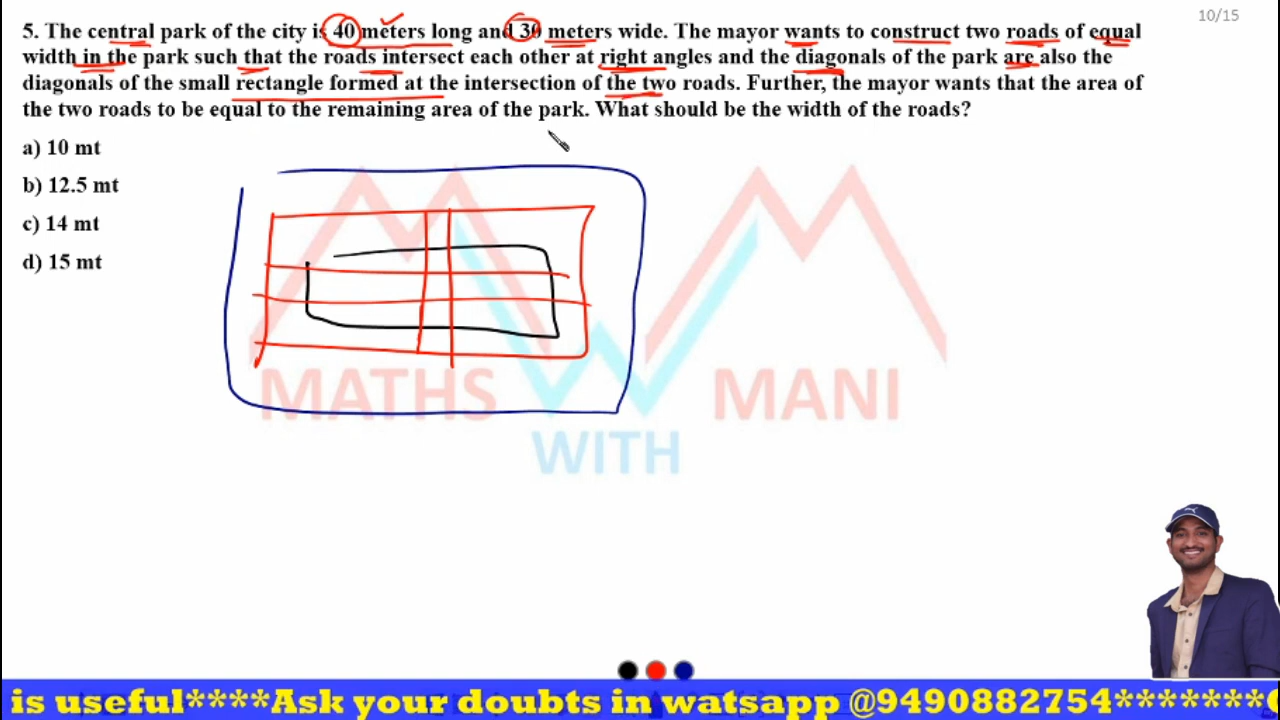 10/15
5. The central park of the city is 40 meters long and 30 meters wide. The mayor wants to construct two roads of equal
width in the park such that the roads intersect each other at right angles and the diagonals of the park are also the
diagonals of the small rectangle formed at the intersection of the two roads. Further, the mayor wants that the area of
the two roads to be equal to the remaining area of the park. What should be the width of the roads?
a) 10 mt
b) 12.5 mt
c) 14 mt
d) 15 mt
MATHS
WITH
MANI
is useful****Ask your doubts in watsapp @9490882754*******